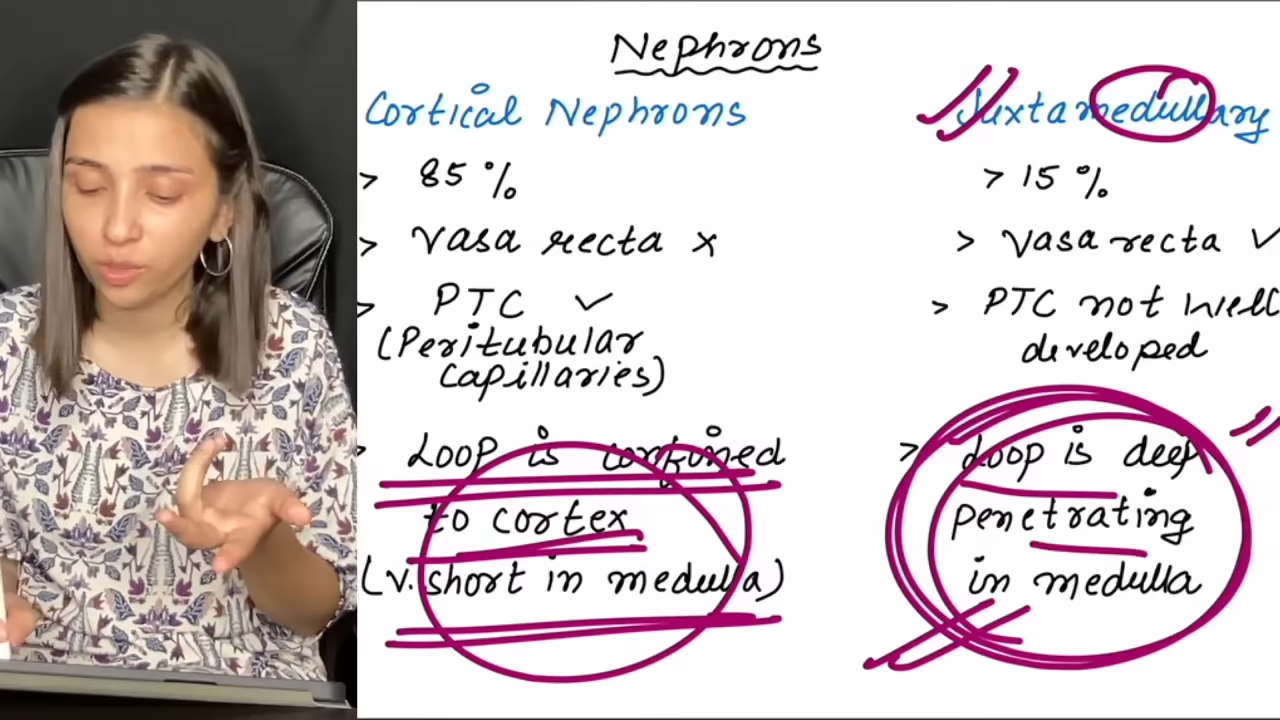 Nephrons
Cortical Nephrons
> 85 %
> Vasa recta x
> PTC ✓
(Peritubular
Capillaries)
> Loop is confined
to cortex
(v. short in medulla)
Juxtamedullary
> 15 %
> Vasa recta ✓
> PTC not well
developed
> Loop is deep
penetrating
in medulla